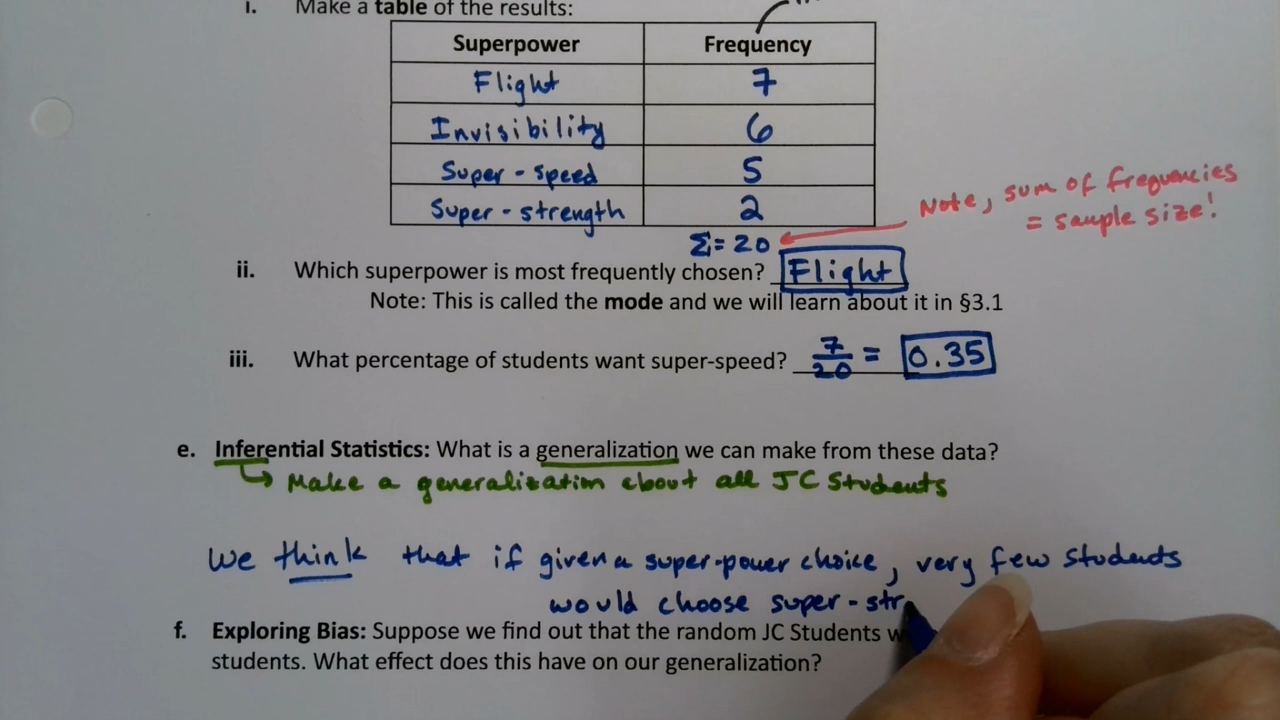 i. Make a table of the results:
Superpower Frequency
Flight 7
Invisibility 6
Super-speed 5
Super-strength 2
Σ = 20
Note, sum of frequencies
= sample size!
ii. Which superpower is most frequently chosen? Flight
Note: This is called the mode and we will learn about it in §3.1
iii. What percentage of students want super-speed? 7/20 = 0.35
e. Inferential Statistics: What is a generalization we can make from these data?
↳ Make a generalization about all JC Students
We think that if given a super-power choice, very few students
would choose super-str
f. Exploring Bias: Suppose we find out that the random JC Students
students. What effect does this have on our generalization?